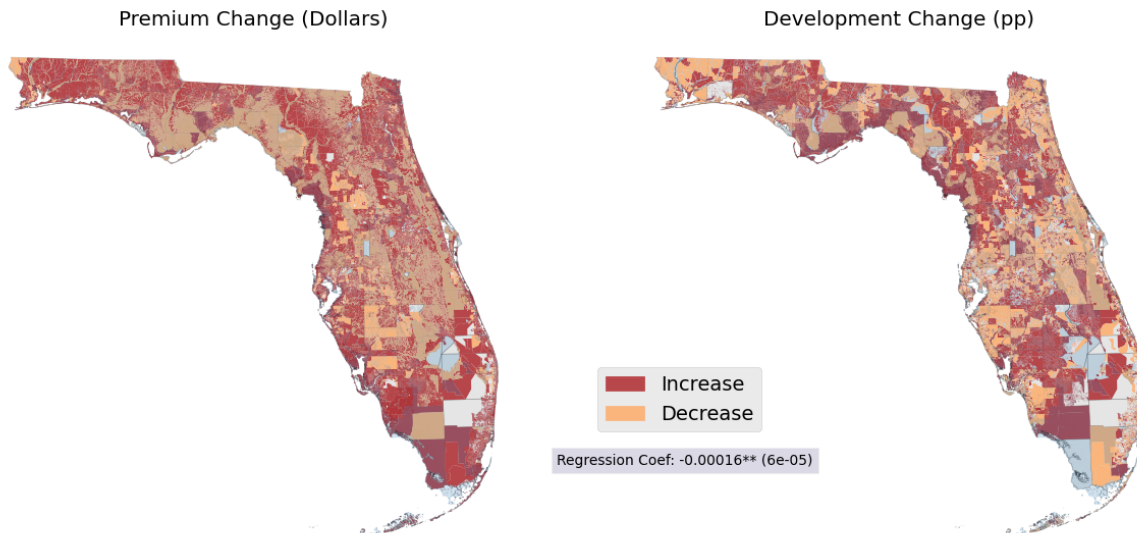 Premium Change (Dollars)
Development Change (pp)
Increase
Decrease
Regression Coef: -0.00016** (6e-05)